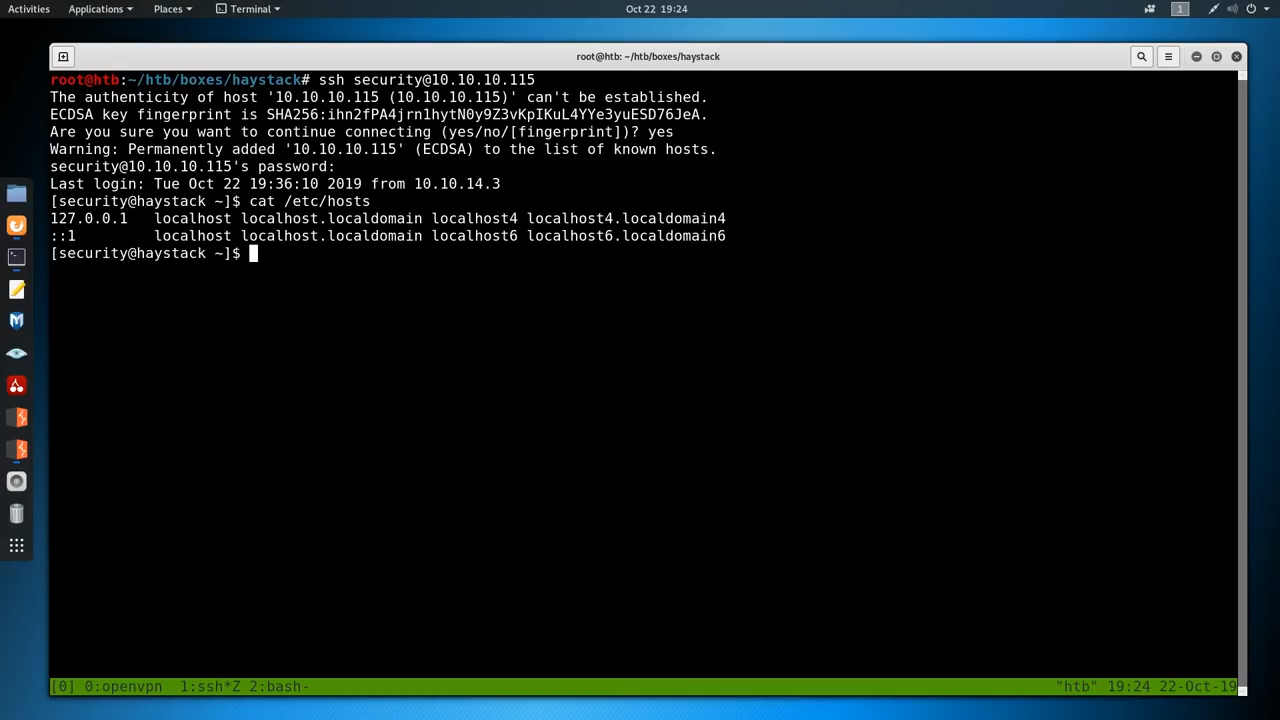 Activities Applications Places Terminal Oct 22 19:24 1
root@htb: ~/htb/boxes/haystack
root@htb:~/htb/boxes/haystack# ssh security@10.10.10.115
The authenticity of host '10.10.10.115 (10.10.10.115)' can't be established.
ECDSA key fingerprint is SHA256:ihn2fPA4jrn1hytN0y9Z3vKpIKuL4YYe3yuESD76JeA.
Are you sure you want to continue connecting (yes/no/[fingerprint])? yes
Warning: Permanently added '10.10.10.115' (ECDSA) to the list of known hosts.
security@10.10.10.115's password:
Last login: Tue Oct 22 19:36:10 2019 from 10.10.14.3
[security@haystack ~]$ cat /etc/hosts
127.0.0.1   localhost localhost.localdomain localhost4 localhost4.localdomain4
::1         localhost localhost.localdomain localhost6 localhost6.localdomain6
[security@haystack ~]$
[0] 0:openvpn  1:ssh*Z 2:bash- "htb" 19:24 22-Oct-19